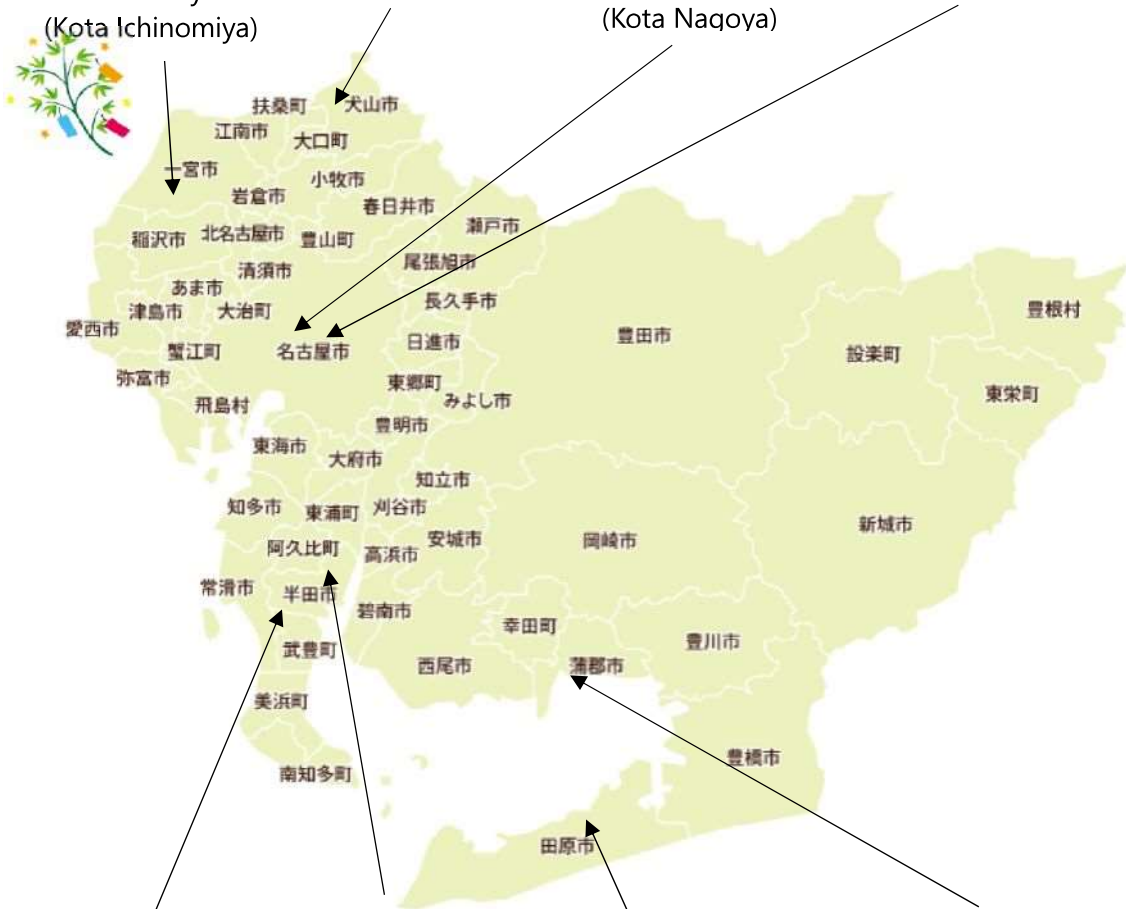 (Kota Ichinomiya)
(Kota Nagoya)
扶桑町
犬山市
江南市
大口町
一宮市
小牧市
岩倉市
春日井市
瀬戸市
稲沢市
北名古屋市
豊山町
尾張旭市
清須市
あま市
長久手市
津島市
大治町
豊根村
愛西市
豊田市
日進市
蟹江町
名古屋市
設楽町
弥富市
東郷町
東栄町
みよし市
飛島村
豊明市
東海市
大府市
知立市
知多市
東浦町
刈谷市
新城市
安城市
岡崎市
阿久比町
高浜市
常滑市
半田市
碧南市
幸田町
豊川市
武豊町
西尾市
蒲郡市
美浜町
豊橋市
南知多町
田原市